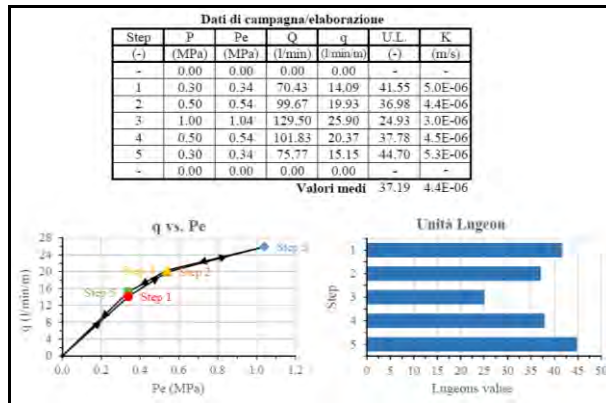 Dati di campagna/elaborazione
Step P Pe Q q U.L. K
(-) (MPa) (MPa) (l/min) (l/min/m) (-) (m/s)
- 0.00 0.00 0.00 0.00 - -
1 0.30 0.34 70.43 14.09 41.55 5.0E-06
2 0.50 0.54 99.67 19.93 36.98 4.4E-06
3 1.00 1.04 129.50 25.90 24.93 3.0E-06
4 0.50 0.54 101.83 20.37 37.78 4.5E-06
5 0.30 0.34 75.77 15.15 44.70 5.3E-06
- 0.00 0.00 0.00 0.00 - -
Valori medi 37.19 4.4E-06
q vs. Pe
q (l/min/m)
28
24
20
16
12
8
4
0
Step 3
Step 2
Step 5
Step 1
0.0 0.2 0.4 0.6 0.8 1.0 1.2
Pe (MPa)
Unità Lugeon
Step
1
2
3
4
5
0 5 10 15 20 25 30 35 40 45 50
Lugeons value